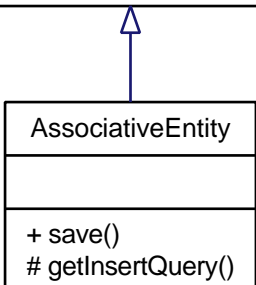 AssociativeEntity
+ save()
# getInsertQuery()